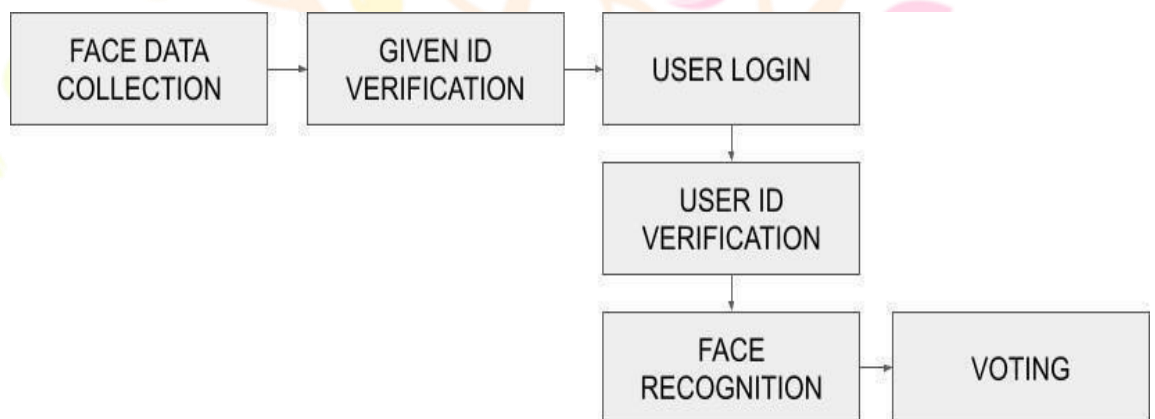 FACE DATA
COLLECTION
GIVEN ID
VERIFICATION
USER LOGIN
USER ID
VERIFICATION
FACE
RECOGNITION
VOTING